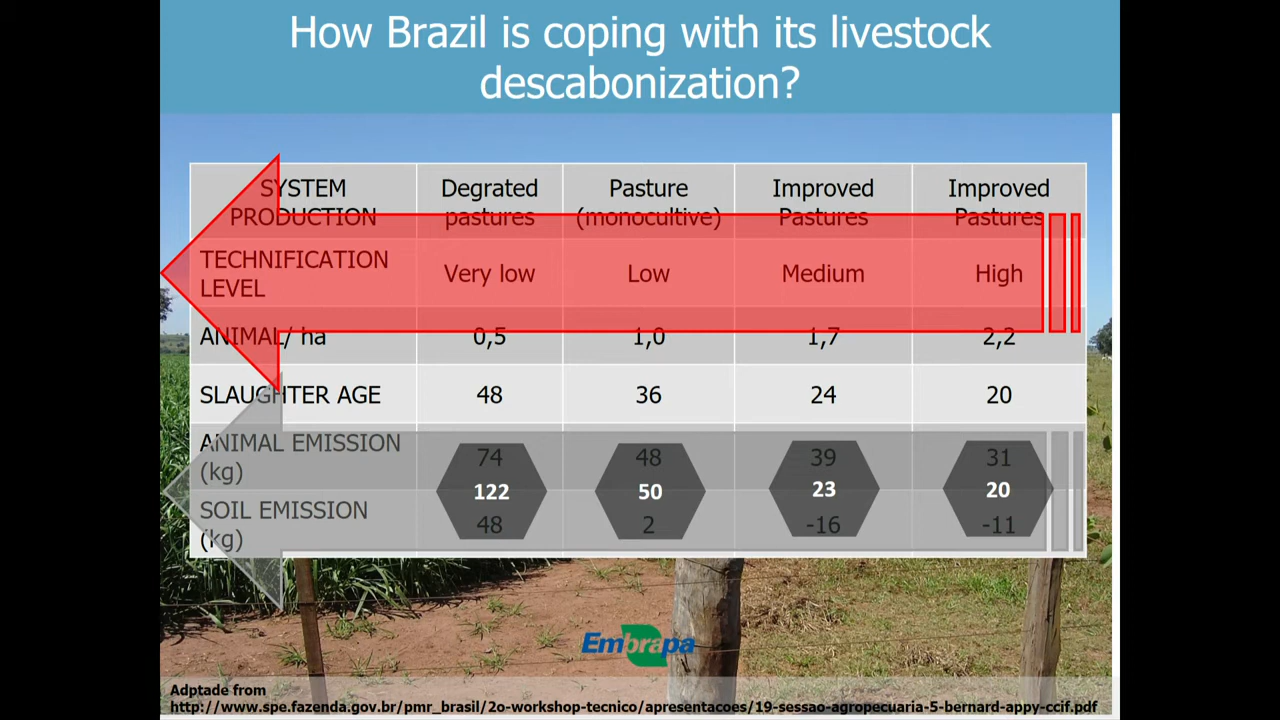 How Brazil is coping with its livestock
descabonization?
SYSTEM PRODUCTION Degrated pastures Pasture (monocultive) Improved Pastures Improved Pastures
TECHNIFICATION LEVEL Very low Low Medium High
ANIMAL/ ha 0,5 1,0 1,7 2,2
SLAUGHTER AGE 48 36 24 20
ANIMAL EMISSION (kg) 74 48 39 31
122 50 23 20
SOIL EMISSION (kg) 48 2 -16 -11
Embrapa
Adptade from
http://www.spe.fazenda.gov.br/pmr_brasil/2o-workshop-tecnico/apresentacoes/19-sessao-agropecuaria-5-bernard-appy-ccif.pdf